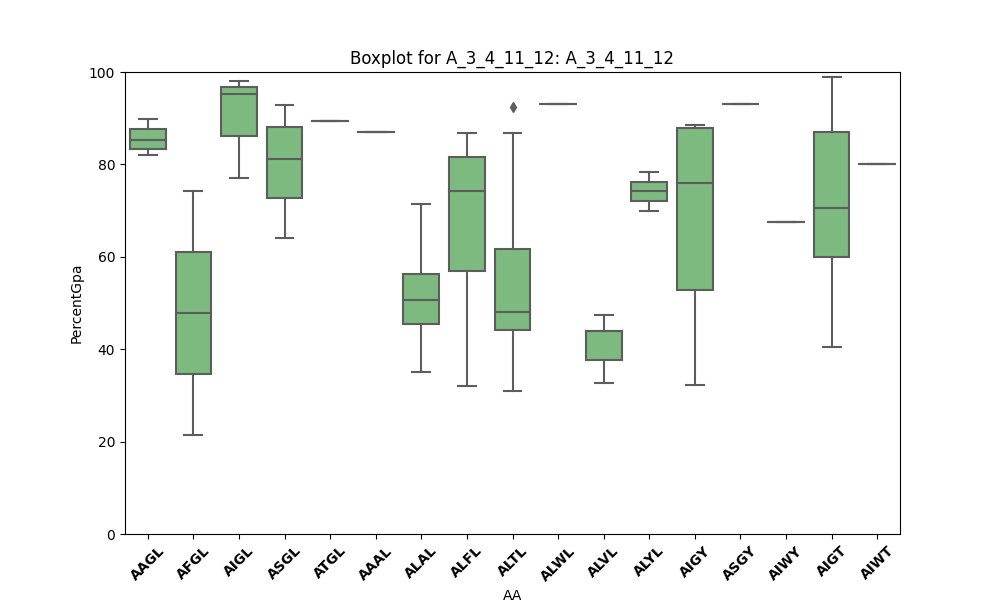 Boxplot for A_3_4_11_12: A_3_4_11_12
PercentGpa
100
80
60
40
20
0
AAGL AFGL AIGL ASGL ATGL AAAL ALAL ALFL ALTL ALWL ALVL ALYL AIGY ASGY AIWY AIGT AIWT
AA